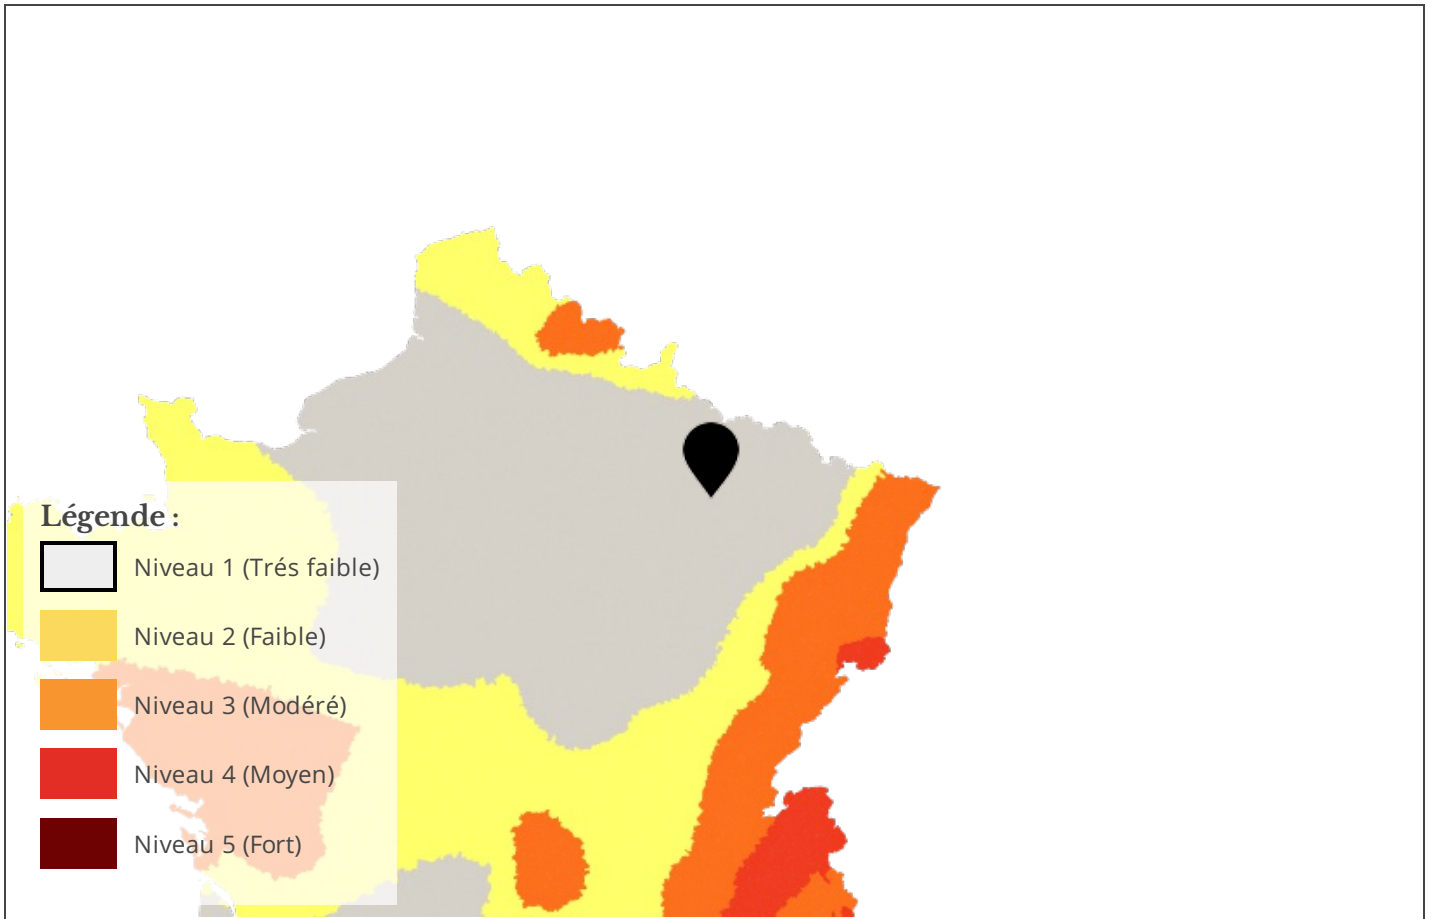 Légende :
Niveau 1 (Trés faible)
Niveau 2 (Faible)
Niveau 3 (Modéré)
Niveau 4 (Moyen)
Niveau 5 (Fort)